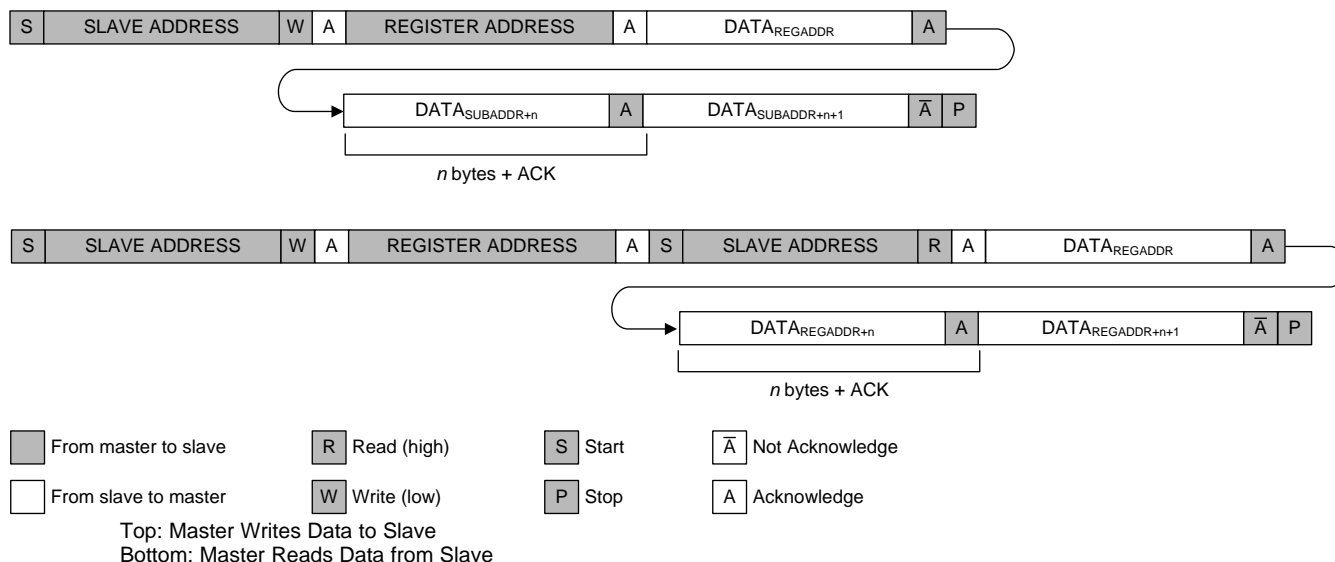 S SLAVE ADDRESS W A REGISTER ADDRESS A DATAREGADDR A
DATASUBADDR+n A DATASUBADDR+n+1 A̅ P
n bytes + ACK
S SLAVE ADDRESS W A REGISTER ADDRESS A S SLAVE ADDRESS R A DATAREGADDR A
DATAREGADDR+n A DATAREGADDR+n+1 A̅ P
n bytes + ACK
From master to slave R Read (high) S Start A̅ Not Acknowledge
From slave to master W Write (low) P Stop A Acknowledge
Top: Master Writes Data to Slave
Bottom: Master Reads Data from Slave